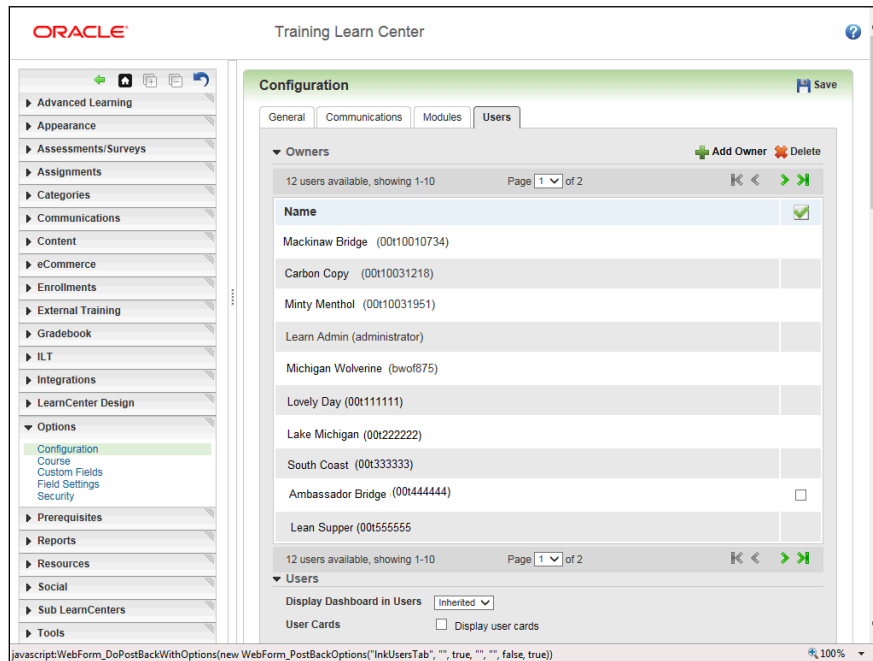 ORACLE
Training Learn Center
Advanced Learning
Appearance
Assessments/Surveys
Assignments
Categories
Communications
Content
eCommerce
Enrollments
External Training
Gradebook
ILT
Integrations
LearnCenter Design
Options
Configuration
Course
Custom Fields
Field Settings
Security
Prerequisites
Reports
Resources
Social
Sub LearnCenters
Tools
Configuration Save
General Communications Modules Users
Owners Add Owner Delete
12 users available, showing 1-10 Page 1 of 2
Name
Mackinaw Bridge (00t10010734)
Carbon Copy (00t10031218)
Minty Menthol (00t10031951)
Learn Admin (administrator)
Michigan Wolverine (bwof875)
Lovely Day (00t111111)
Lake Michigan (00t222222)
South Coast (00t333333)
Ambassador Bridge (00t444444)
Lean Supper (00t555555
12 users available, showing 1-10 Page 1 of 2
Users
Display Dashboard in Users Inherited
User Cards Display user cards
javascript:WebForm_DoPostBackWithOptions(new WebForm_PostBackOptions("lnkUsersTab", "", true, "", "", false, true)) 100%